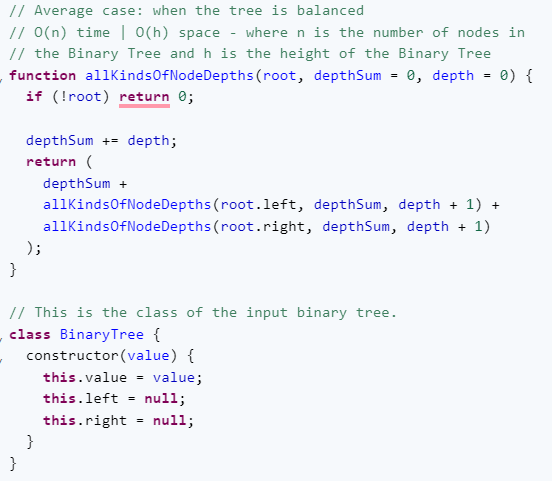 // Average case: when the tree is balanced
// O(n) time | O(h) space - where n is the number of nodes in
// the Binary Tree and h is the height of the Binary Tree
function allKindsOfNodeDepths(root, depthSum = 0, depth = 0) {
  if (!root) return 0;

  depthSum += depth;
  return (
    depthSum +
    allKindsOfNodeDepths(root.left, depthSum, depth + 1) +
    allKindsOfNodeDepths(root.right, depthSum, depth + 1)
  );
}

// This is the class of the input binary tree.
class BinaryTree {
  constructor(value) {
    this.value = value;
    this.left = null;
    this.right = null;
  }
}